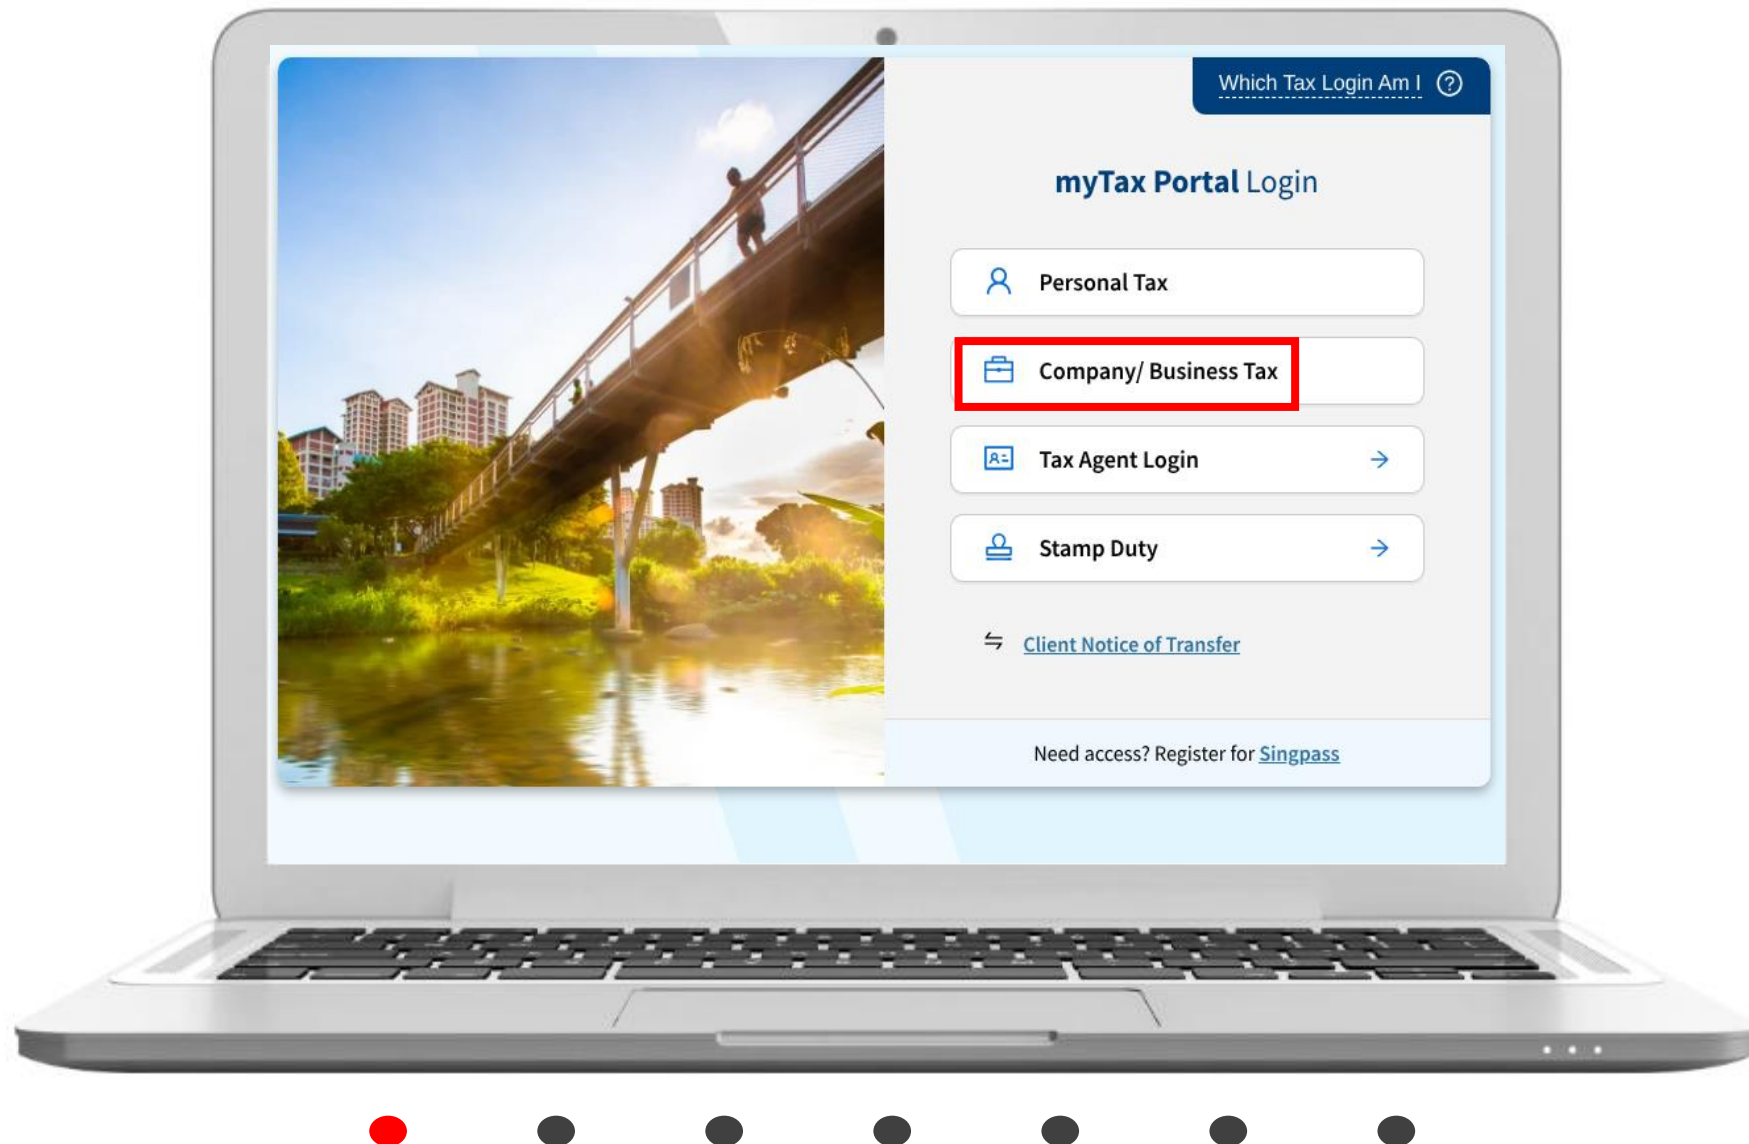 Which Tax Login Am I
myTax Portal Login
Personal Tax
Company/ Business Tax
Tax Agent Login
Stamp Duty
Client Notice of Transfer
Need access? Register for Singpass